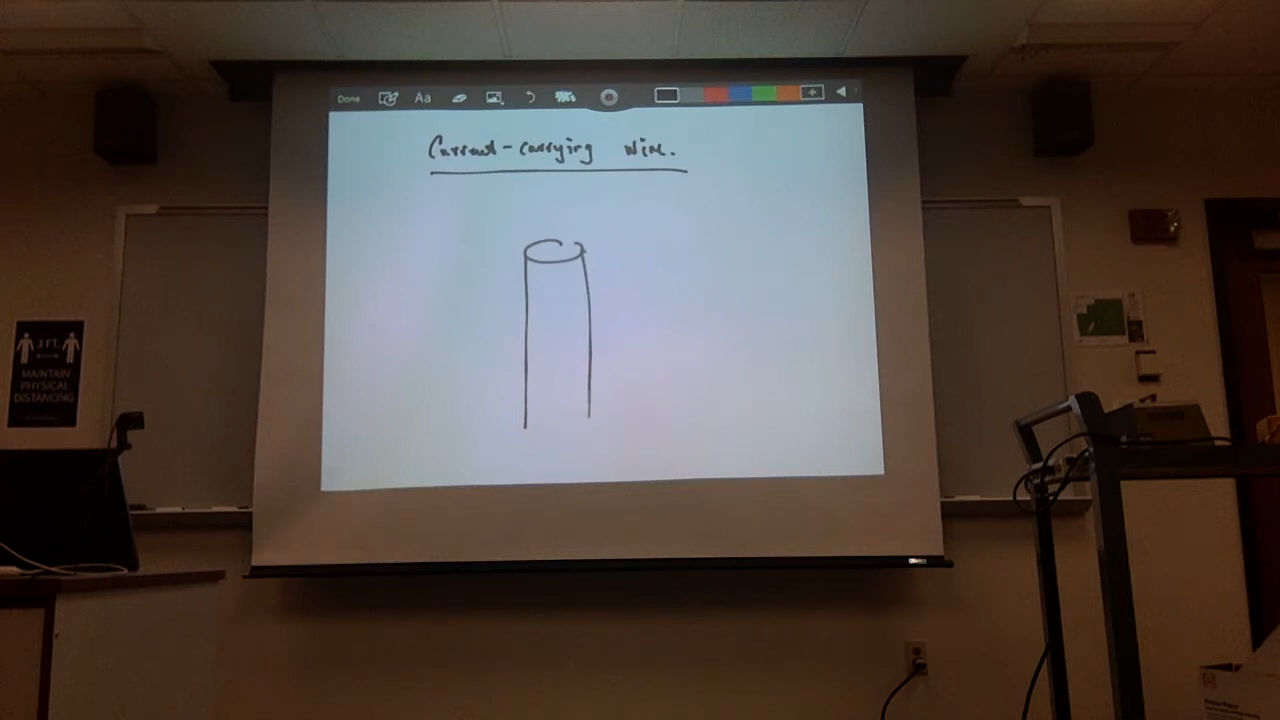 Done Aa
Current-carrying wire.
3 FT.
MAINTAIN
PHYSICAL
DISTANCING